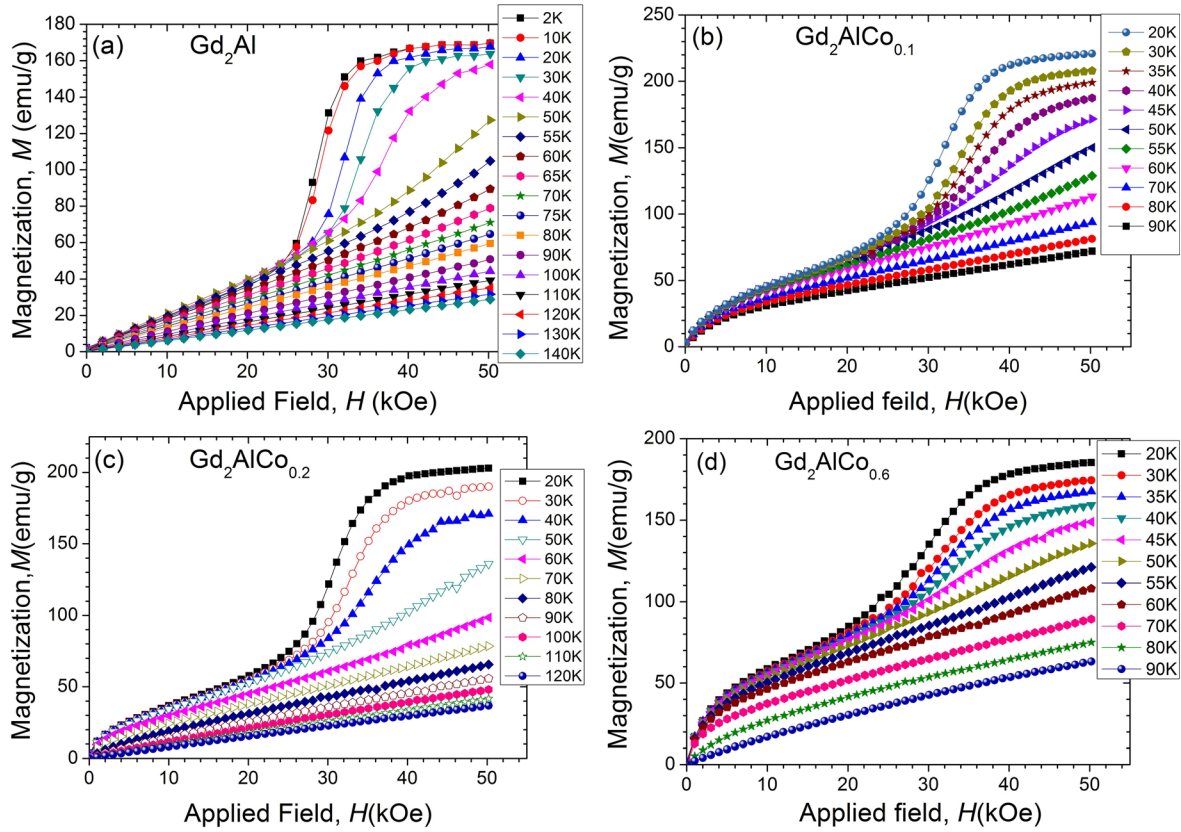 (a) Gd2Al
Magnetization, M (emu/g)
180
160
140
120
100
80
60
40
20
0
0 10 20 30 40 50
Applied Field, H (kOe)
2K
10K
20K
30K
40K
50K
55K
60K
65K
70K
75K
80K
90K
100K
110K
120K
130K
140K
(b) Gd2AlCo0.1
Magnetization, M(emu/g)
250
200
150
100
50
0
0 10 20 30 40 50
Applied feild, H(kOe)
20K
30K
35K
40K
45K
50K
55K
60K
70K
80K
90K
(c) Gd2AlCo0.2
Magnetization,M(emu/g)
200
150
100
50
0
0 10 20 30 40 50
Applied Field, H(kOe)
20K
30K
40K
50K
60K
70K
80K
90K
100K
110K
120K
(d) Gd2AlCo0.6
Magnetization, M(emu/g)
200
150
100
50
0
0 10 20 30 40 50
Applied field, H(kOe)
20K
30K
35K
40K
45K
50K
55K
60K
70K
80K
90K